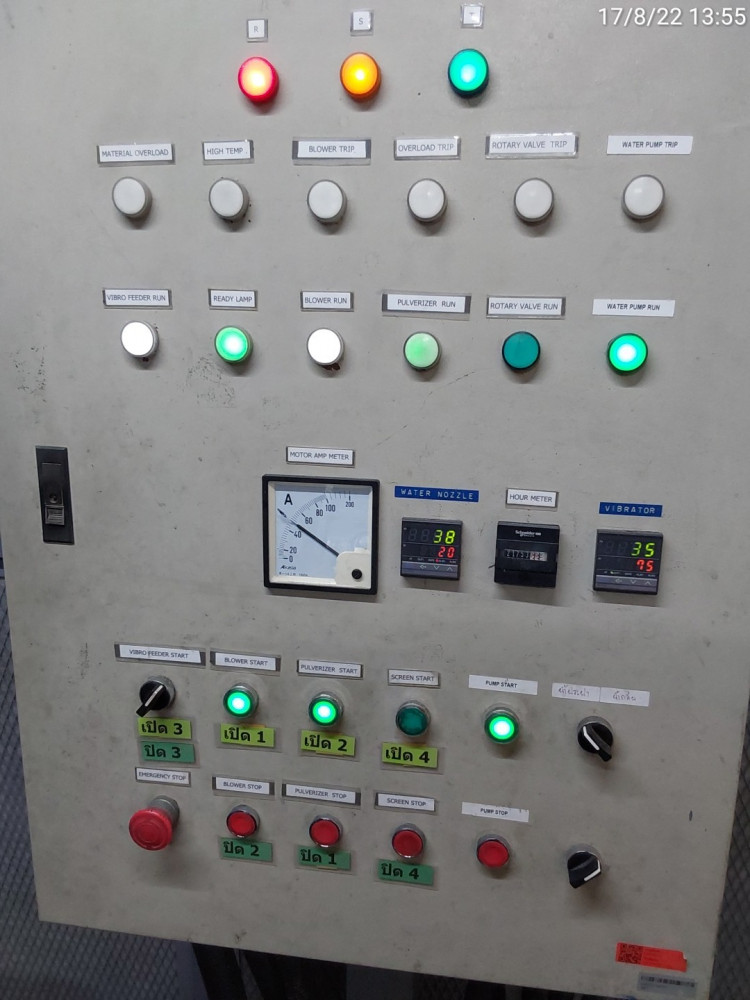 17/8/22 13:55
R
S
MATERIAL OVERLOAD
HIGH TEMP
BLOWER TRIP
OVERLOAD TRIP
ROTARY VALVE TRIP
WATER PUMP TRIP
VIBRO FEEDER RUN
READY LAMP
BLOWER RUN
PULVERIZER RUN
ROTARY VALVE RUN
WATER PUMP RUN
MOTOR AMP METER
WATER NOZZLE
HOUR METER
VIBRATOR
A
0
20
40
60
80
100
200
38
20
35
75
VIBRO FEEDER START
BLOWER START
PULVERIZER START
SCREEN START
PUMP START
เปิด 3
เปิด 1
เปิด 2
เปิด 4
ปิด 3
EMERGENCY STOP
BLOWER STOP
PULVERIZER STOP
SCREEN STOP
PUMP STOP
ปิด 2
ปิด 1
ปิด 4